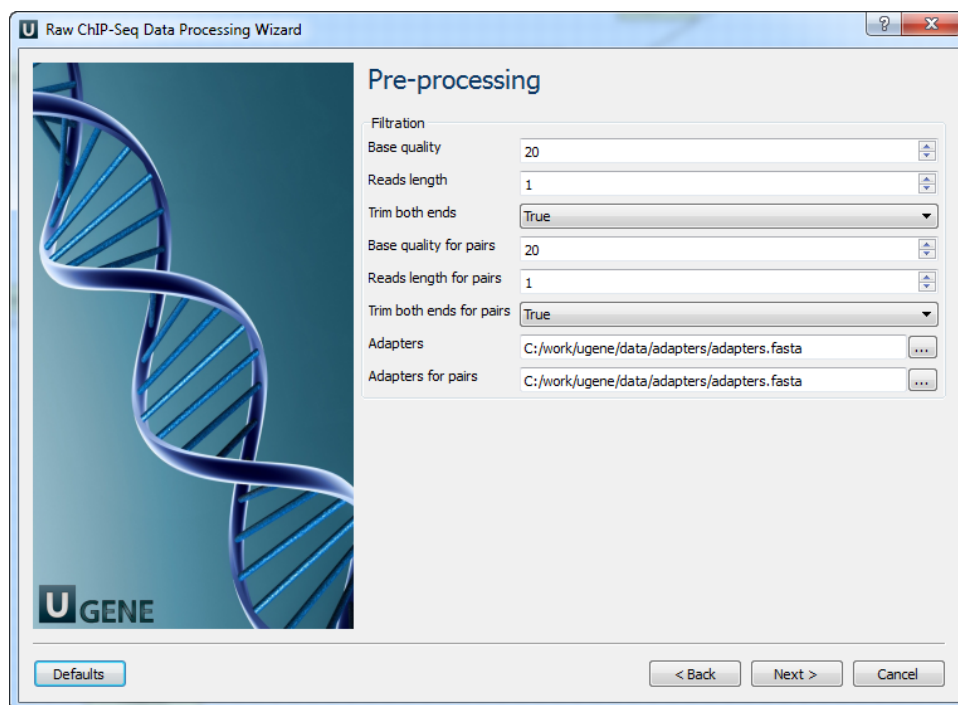 U Raw ChIP-Seq Data Processing Wizard
?
Pre-processing
Filtration
Base quality 20
Reads length 1
Trim both ends True
Base quality for pairs 20
Reads length for pairs 1
Trim both ends for pairs True
Adapters C:/work/ugene/data/adapters/adapters.fasta ...
Adapters for pairs C:/work/ugene/data/adapters/adapters.fasta ...
U GENE
Defaults < Back Next > Cancel